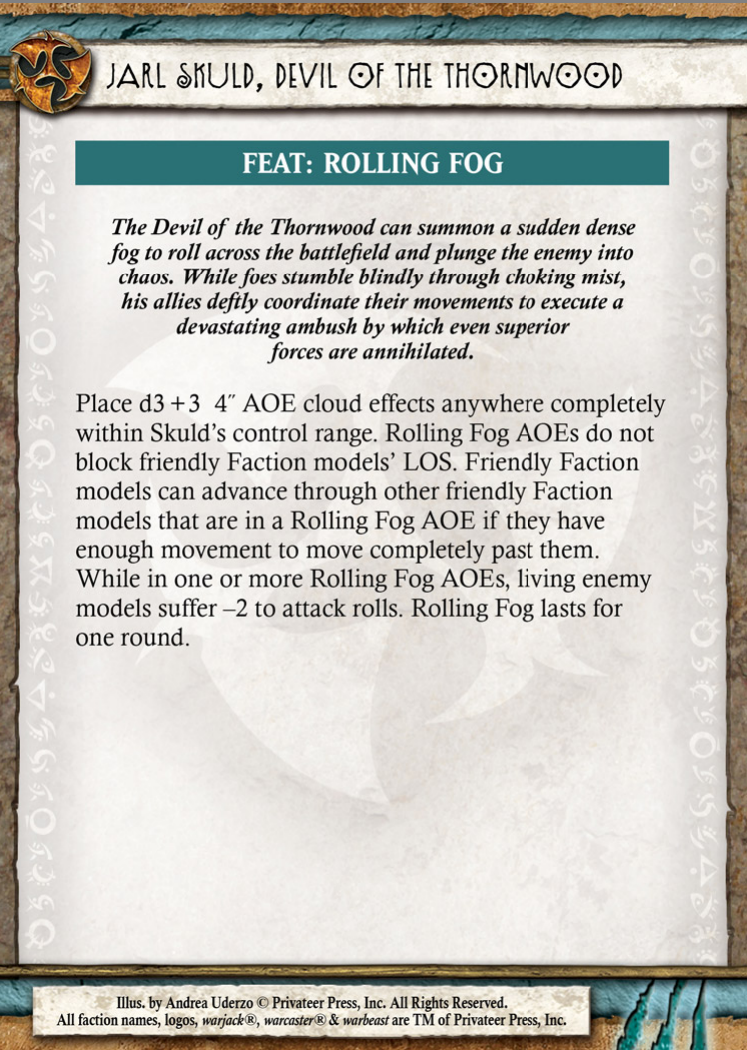 JARL SKULD, DEVIL OF THE THORNWOOD
FEAT: ROLLING FOG
The Devil of the Thornwood can summon a sudden dense
fog to roll across the battlefield and plunge the enemy into
chaos. While foes stumble blindly through choking mist,
his allies deftly coordinate their movements to execute a
devastating ambush by which even superior
forces are annihilated.
Place d3+3 4˝ AOE cloud effects anywhere completely
within Skuld’s control range. Rolling Fog AOEs do not
block friendly Faction models’ LOS. Friendly Faction
models can advance through other friendly Faction
models that are in a Rolling Fog AOE if they have
enough movement to move completely past them.
While in one or more Rolling Fog AOEs, living enemy
models suffer –2 to attack rolls. Rolling Fog lasts for
one round.
Illus. by Andrea Uderzo © Privateer Press, Inc. All Rights Reserved.
All faction names, logos, warjack®, warcaster® & warbeast are TM of Privateer Press, Inc.